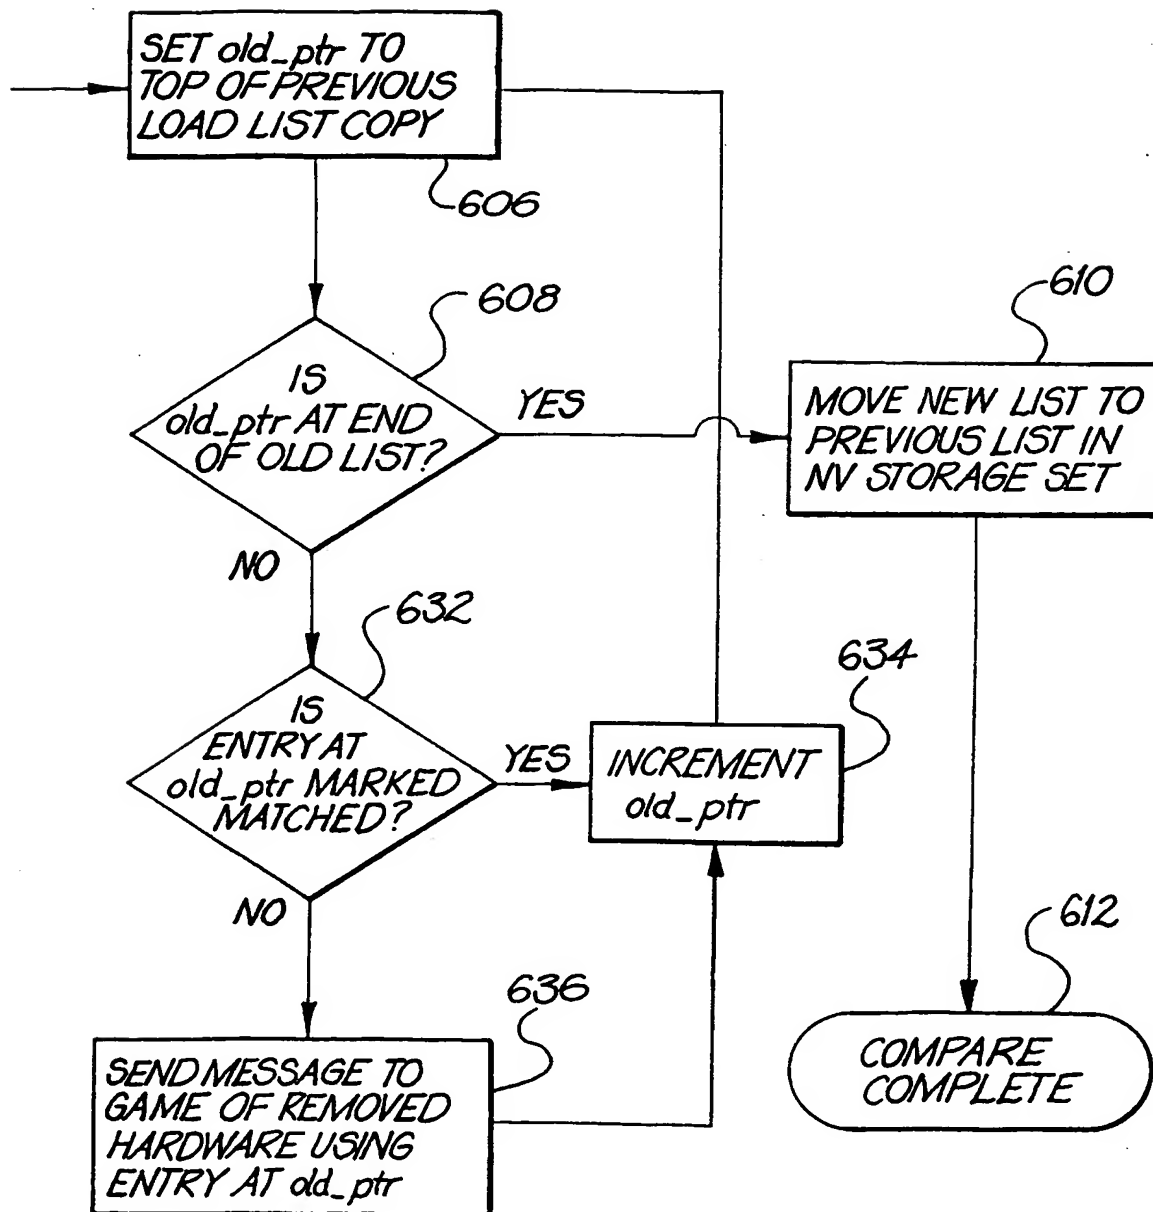 SET old_ptr TO
TOP OF PREVIOUS
LOAD LIST COPY
606
608
IS
old_ptr AT END
OF OLD LIST?
YES
NO
610
MOVE NEW LIST TO
PREVIOUS LIST IN
NV STORAGE SET
632
IS
ENTRY AT
old_ptr MARKED
MATCHED?
YES
NO
634
INCREMENT
old_ptr
636
SEND MESSAGE TO
GAME OF REMOVED
HARDWARE USING
ENTRY AT old_ptr
612
COMPARE
COMPLETE